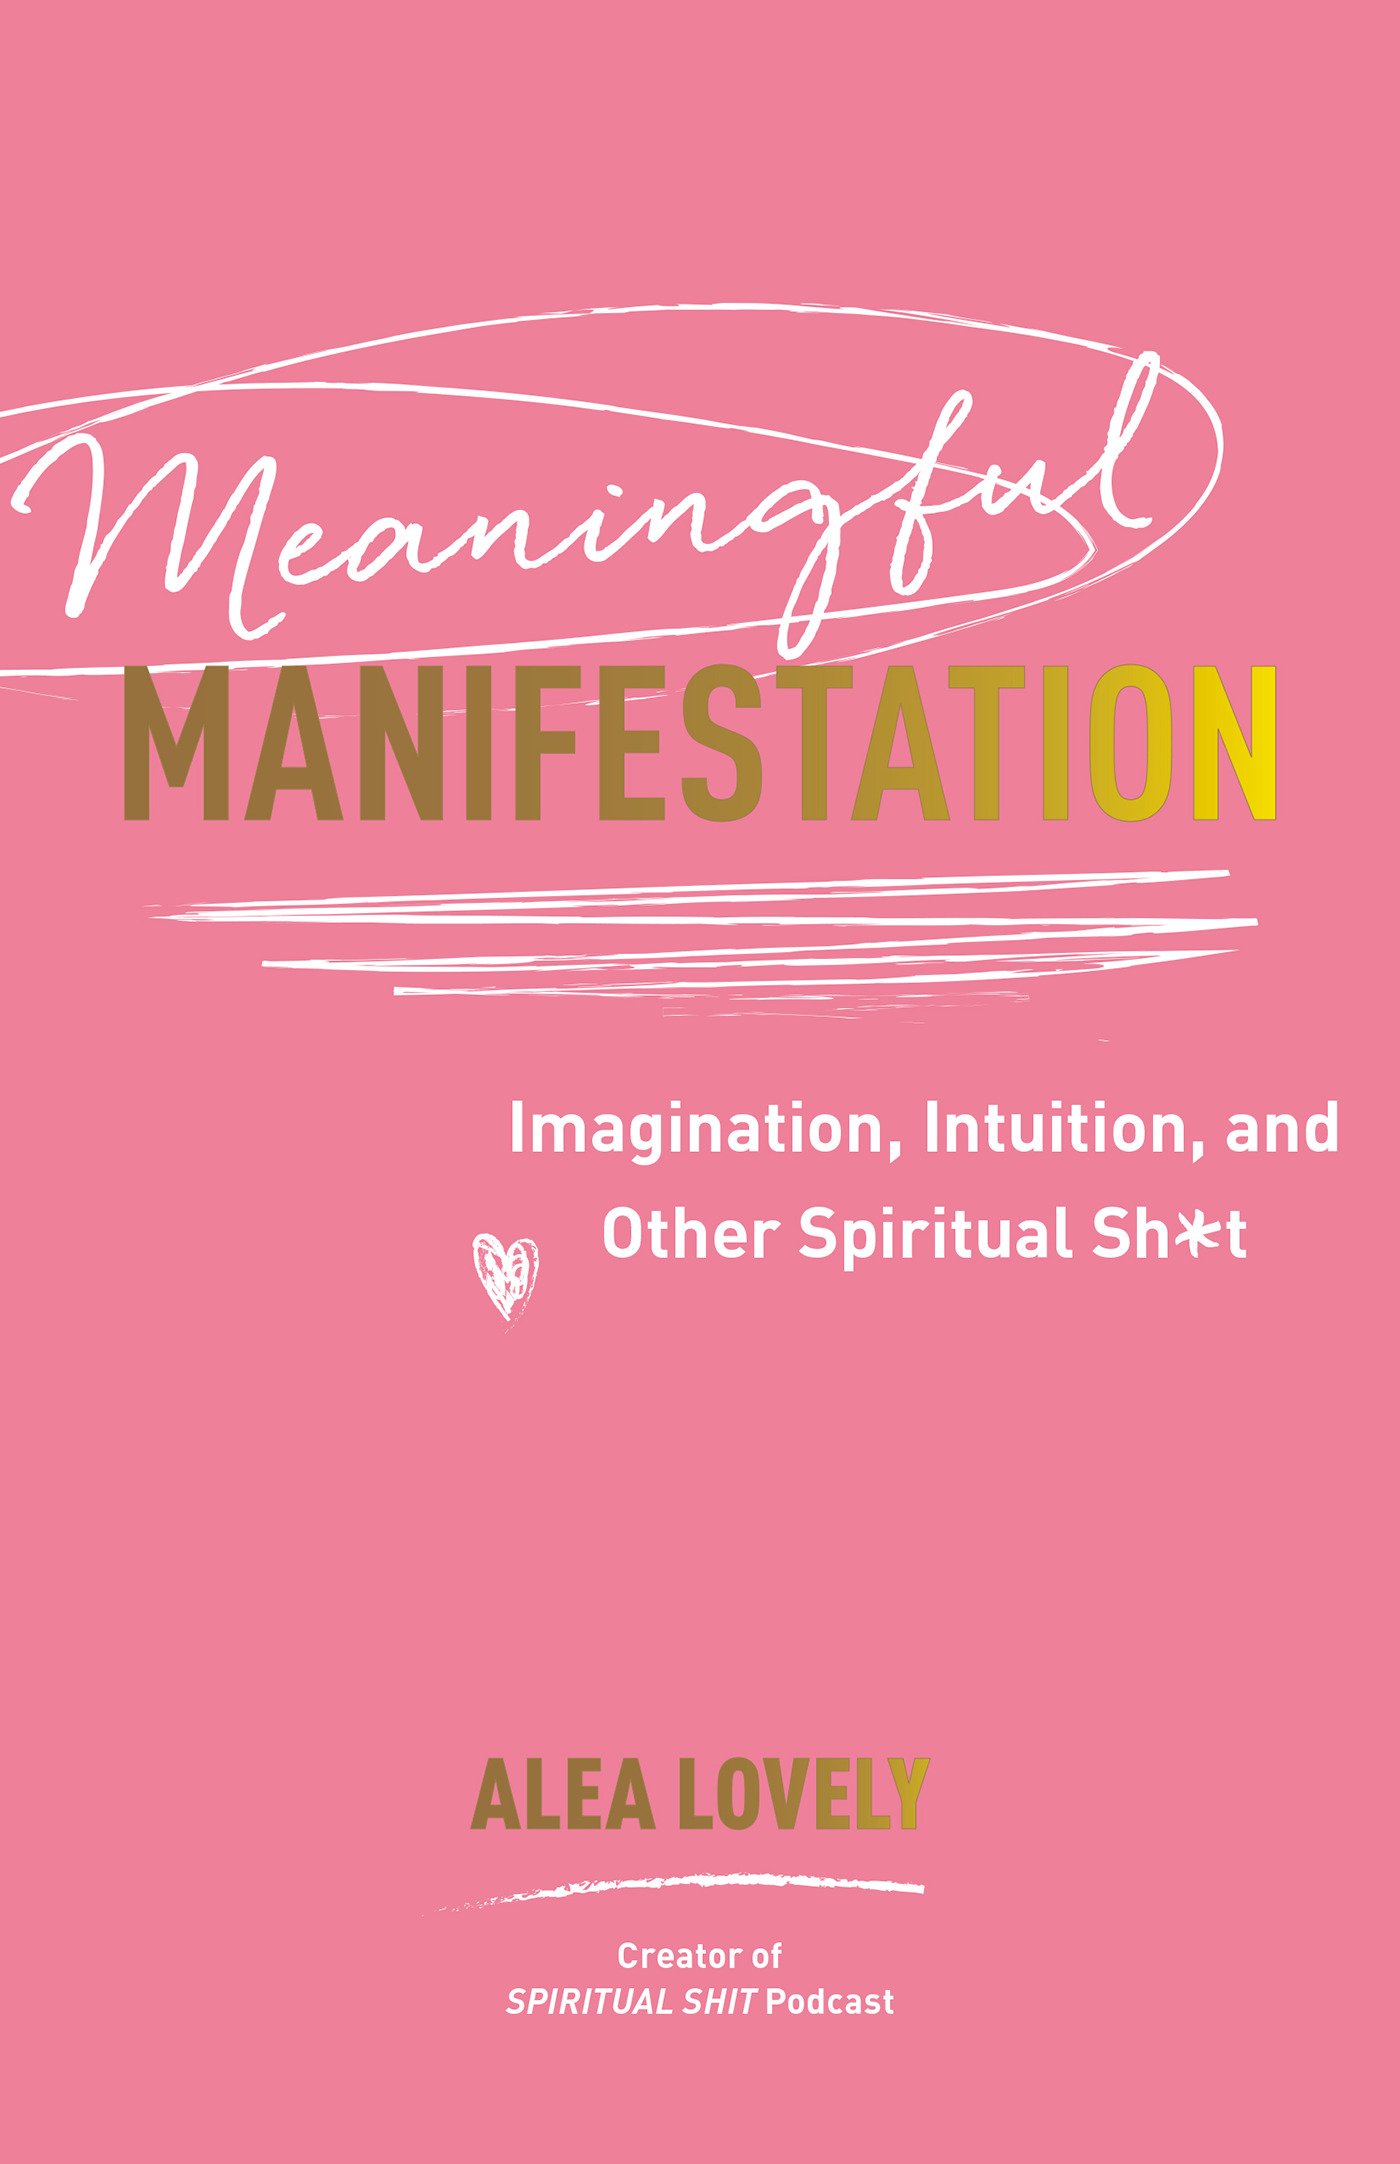 Meaningful
MANIFESTATION
Imagination, Intuition, and
Other Spiritual Sh*t
ALEA LOVELY
Creator of
SPIRITUAL SHIT Podcast